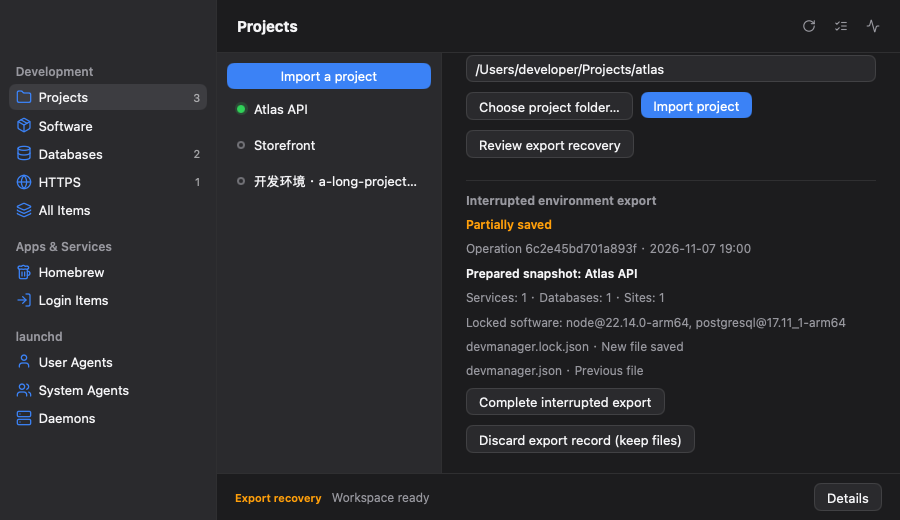 Projects
Development
Projects 3
Software
Databases 2
HTTPS 1
All Items
Apps & Services
Homebrew
Login Items
launchd
User Agents
System Agents
Daemons
Import a project
Atlas API
Storefront
开发环境 · a-long-project...
/Users/developer/Projects/atlas
Choose project folder... Import project
Review export recovery
Interrupted environment export
Partially saved
Operation 6c2e45bd701a893f · 2026-11-07 19:00
Prepared snapshot: Atlas API
Services: 1 · Databases: 1 · Sites: 1
Locked software: node@22.14.0-arm64, postgresql@17.11_1-arm64
devmanager.lock.json · New file saved
devmanager.json · Previous file
Complete interrupted export
Discard export record (keep files)
Export recovery Workspace ready Details